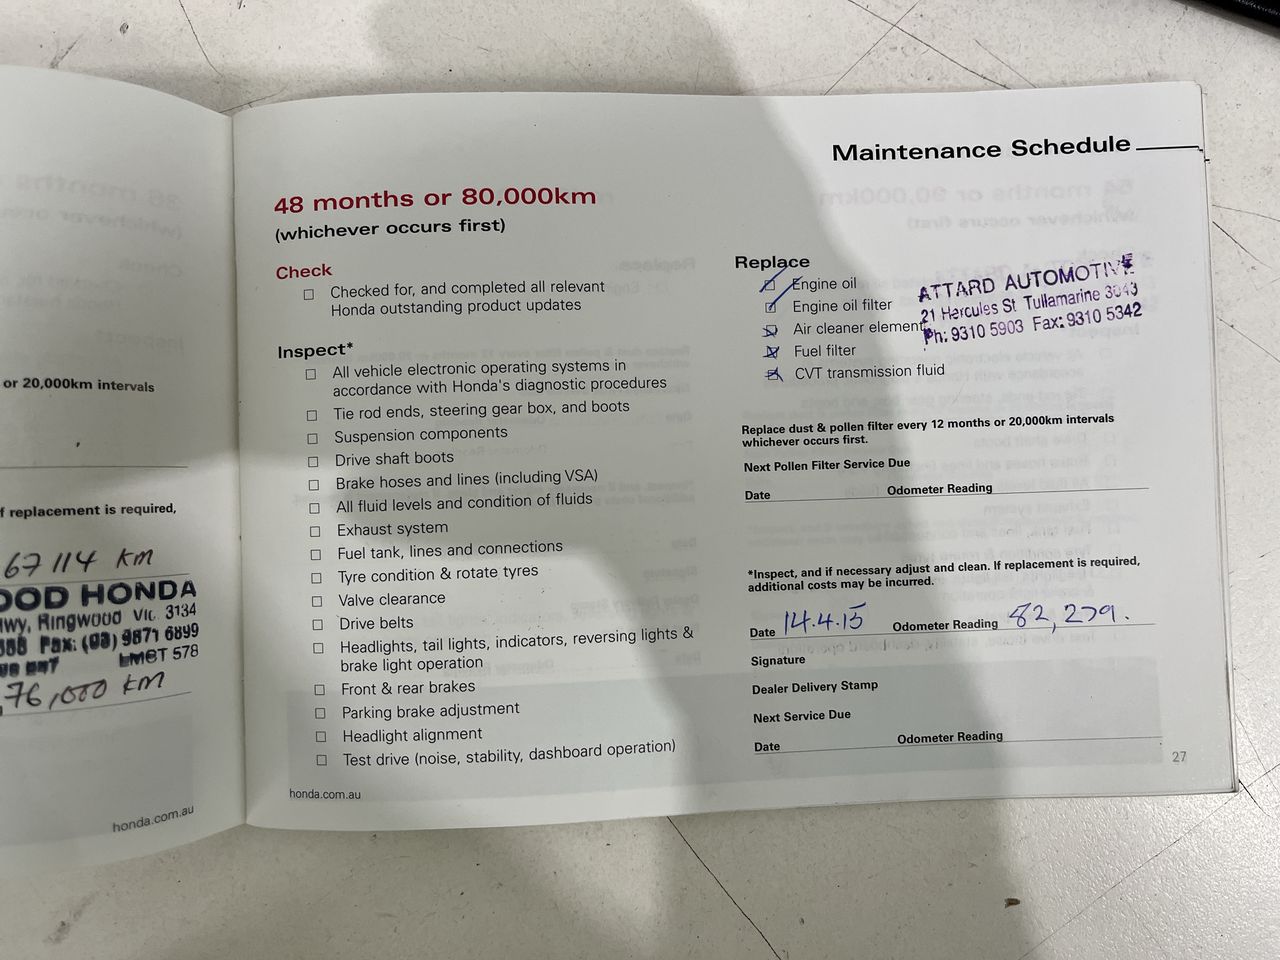 or 20,000km intervals
f replacement is required,
67114 KM
OOD HONDA
Hwy, Ringwood Vic. 3134
Fax: (03) 9871 6899
LMCT 578
76,000 KM
honda.com.au
Maintenance Schedule
48 months or 80,000km
(whichever occurs first)
Check
Checked for, and completed all relevant
Honda outstanding product updates
Inspect*
All vehicle electronic operating systems in
accordance with Honda's diagnostic procedures
Tie rod ends, steering gear box, and boots
Suspension components
Drive shaft boots
Brake hoses and lines (including VSA)
All fluid levels and condition of fluids
Exhaust system
Fuel tank, lines and connections
Tyre condition & rotate tyres
Valve clearance
Drive belts
Headlights, tail lights, indicators, reversing lights &
brake light operation
Front & rear brakes
Parking brake adjustment
Headlight alignment
Test drive (noise, stability, dashboard operation)
honda.com.au
Replace
Engine oil
Engine oil filter
Air cleaner element
Fuel filter
CVT transmission fluid
ATTARD AUTOMOTIVE
21 Hercules St Tullamarine 3043
Ph: 9310 5903 Fax: 9310 5342
Replace dust & pollen filter every 12 months or 20,000km intervals
whichever occurs first.
Next Pollen Filter Service Due
Date Odometer Reading
*Inspect, and if necessary adjust and clean. If replacement is required,
additional costs may be incurred.
Date 14.4.15 Odometer Reading 82,279.
Signature
Dealer Delivery Stamp
Next Service Due
Date Odometer Reading
27